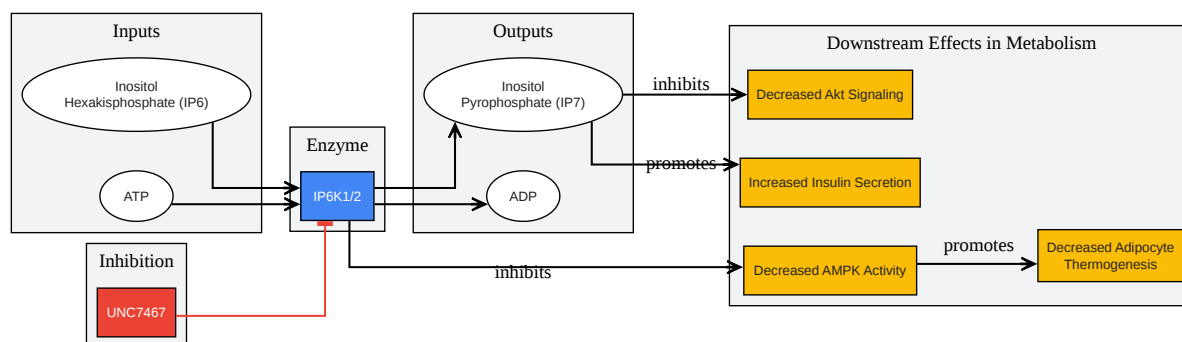 Inputs
Inositol
Hexakisphosphate (IP6)
ATP
Enzyme
IP6K1/2
Inhibition
UNC7467
Outputs
Inositol
Pyrophosphate (IP7)
ADP
inhibits
promotes
inhibits
Downstream Effects in Metabolism
Decreased Akt Signaling
Increased Insulin Secretion
Decreased AMPK Activity
promotes
Decreased Adipocyte
Thermogenesis